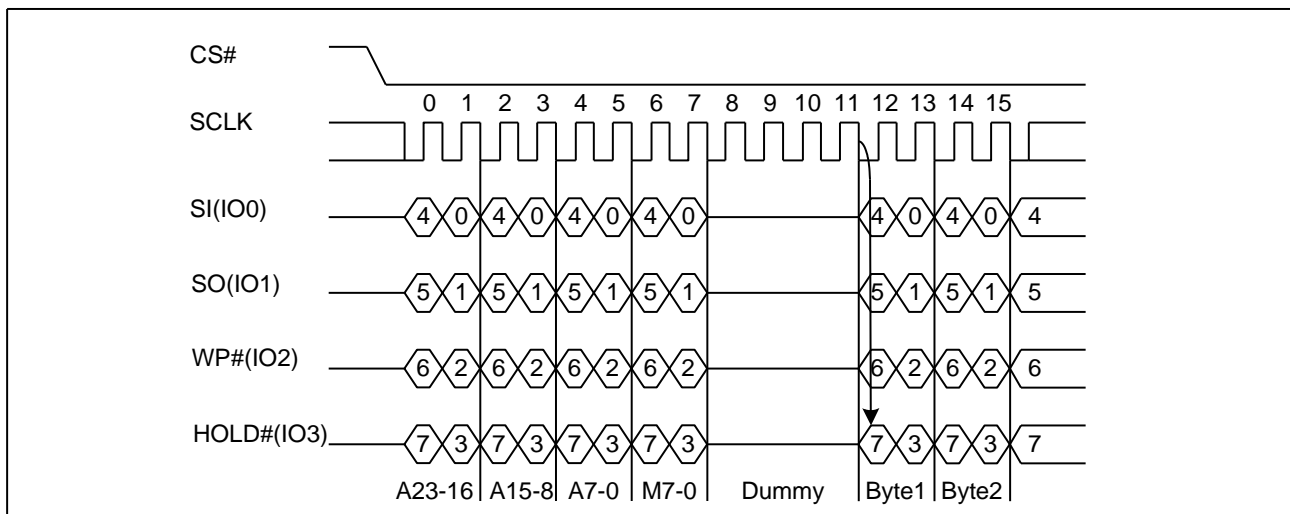 CS#
0 1 2 3 4 5 6 7 8 9 10 11 12 13 14 15
SCLK
SI(IO0) 4 0 4 0 4 0 4 0 4 0 4 0 4
SO(IO1) 5 1 5 1 5 1 5 1 5 1 5 1 5
WP#(IO2) 6 2 6 2 6 2 6 2 6 2 6 2 6
HOLD#(IO3) 7 3 7 3 7 3 7 3 7 3 7 3 7
A23-16 A15-8 A7-0 M7-0 Dummy Byte1 Byte2